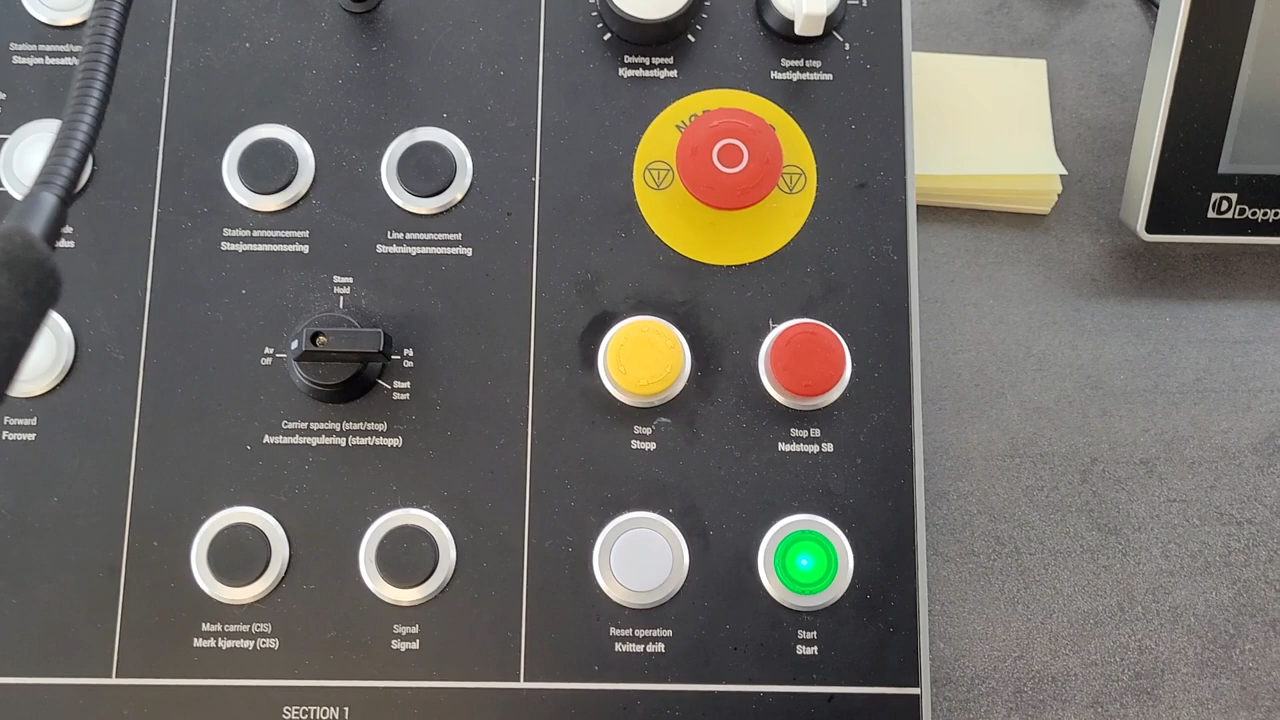 Station manned/un
Stasjon besatt/u
Driving speed
Kjørehastighet
Speed step
Hastighetstrinn
3
Station announcement
Stasjonsannonsering
Line announcement
Strekningsannonsering
Stans
Hold
Av
Off
På
On
Start
Start
Carrier spacing (start/stop)
Avstandsregulering (start/stopp)
Stop
Stopp
Stop EB
Nødstopp SB
Forward
Forover
Mark carrier (CIS)
Merk kjøretøy (CIS)
Signal
Signal
Reset operation
Kvitter drift
Start
Start
SECTION 1
Dopp